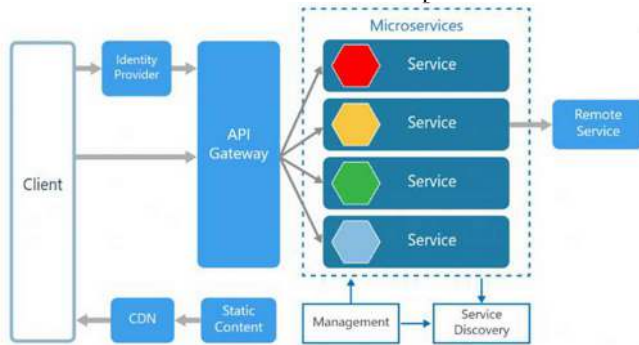 Microservices
Client
Identity
Provider
API
Gateway
Service
Service
Service
Service
Remote
Service
CDN
Static
Content
Management
Service
Discovery